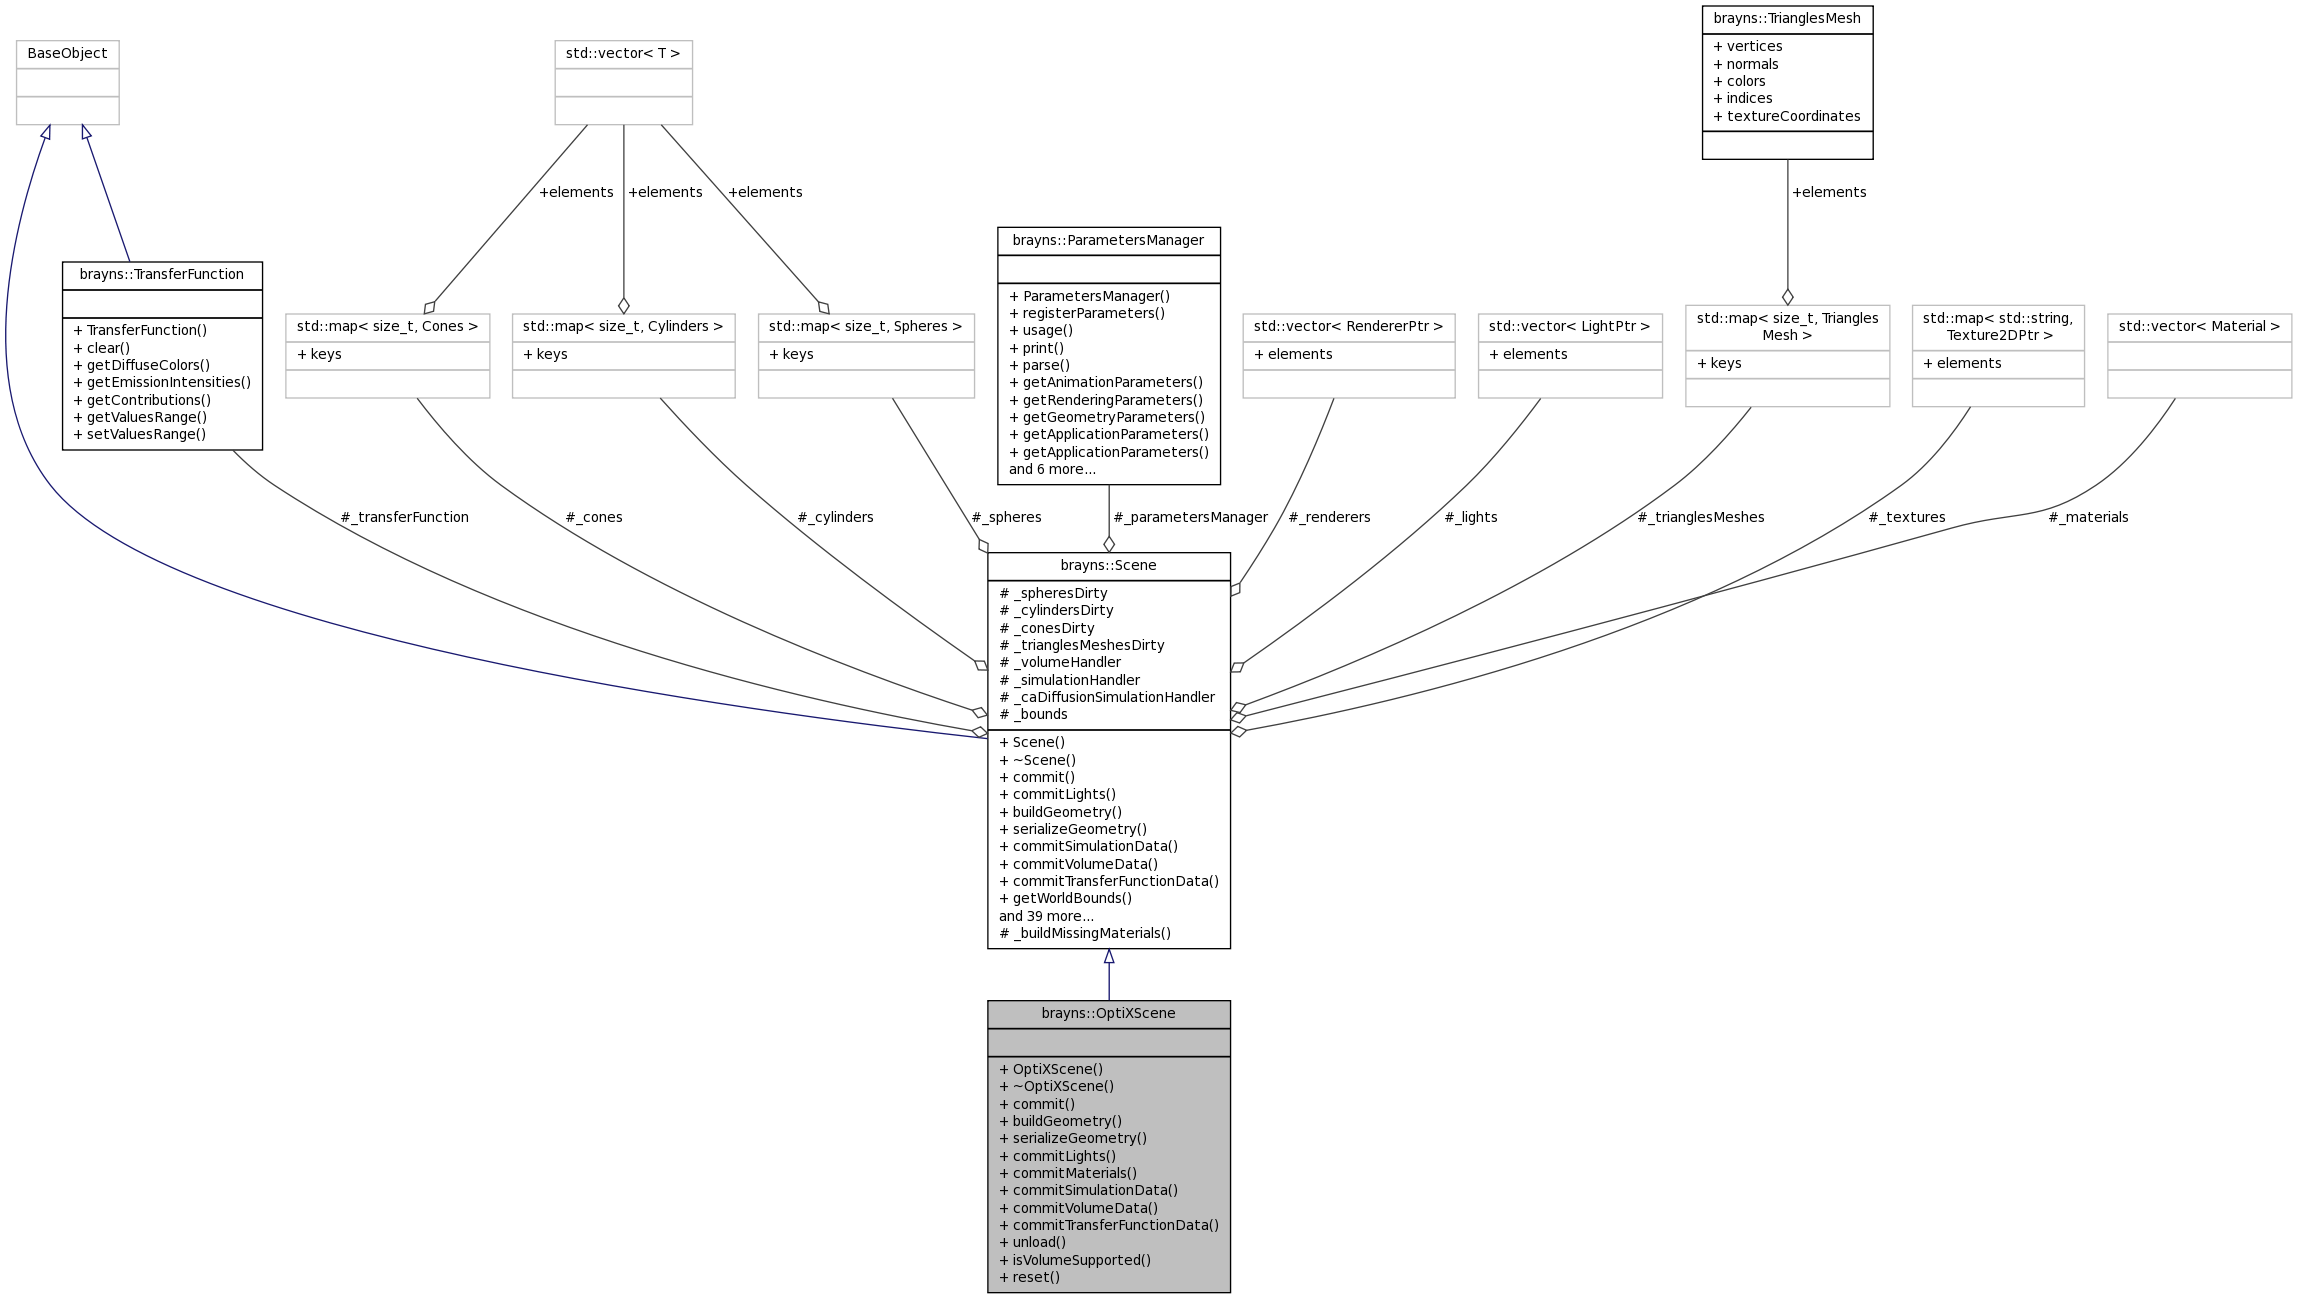 BaseObject
std::vector< T >
brayns::TrianglesMesh
+ vertices
+ normals
+ colors
+ indices
+ textureCoordinates
+elements
+elements
+elements
+elements
brayns::TransferFunction
+ TransferFunction()
+ clear()
+ getDiffuseColors()
+ getEmissionIntensities()
+ getContributions()
+ getValuesRange()
+ setValuesRange()
std::map< size_t, Cones >
+ keys
std::map< size_t, Cylinders >
+ keys
std::map< size_t, Spheres >
+ keys
brayns::ParametersManager
+ ParametersManager()
+ registerParameters()
+ usage()
+ print()
+ parse()
+ getAnimationParameters()
+ getRenderingParameters()
+ getGeometryParameters()
+ getApplicationParameters()
+ getApplicationParameters()
and 6 more...
std::vector< RendererPtr >
+ elements
std::vector< LightPtr >
+ elements
std::map< size_t, Triangles
Mesh >
+ keys
std::map< std::string,
Texture2DPtr >
+ elements
std::vector< Material >
#_transferFunction
#_cones
#_cylinders
#_spheres
#_parametersManager
#_renderers
#_lights
#_trianglesMeshes
#_textures
#_materials
brayns::Scene
# _spheresDirty
# _cylindersDirty
# _conesDirty
# _trianglesMeshesDirty
# _volumeHandler
# _simulationHandler
# _caDiffusionSimulationHandler
# _bounds
+ Scene()
+ ~Scene()
+ commit()
+ commitLights()
+ buildGeometry()
+ serializeGeometry()
+ commitSimulationData()
+ commitVolumeData()
+ commitTransferFunctionData()
+ getWorldBounds()
and 39 more...
# _buildMissingMaterials()
brayns::OptiXScene
+ OptiXScene()
+ ~OptiXScene()
+ commit()
+ buildGeometry()
+ serializeGeometry()
+ commitLights()
+ commitMaterials()
+ commitSimulationData()
+ commitVolumeData()
+ commitTransferFunctionData()
+ unload()
+ isVolumeSupported()
+ reset()